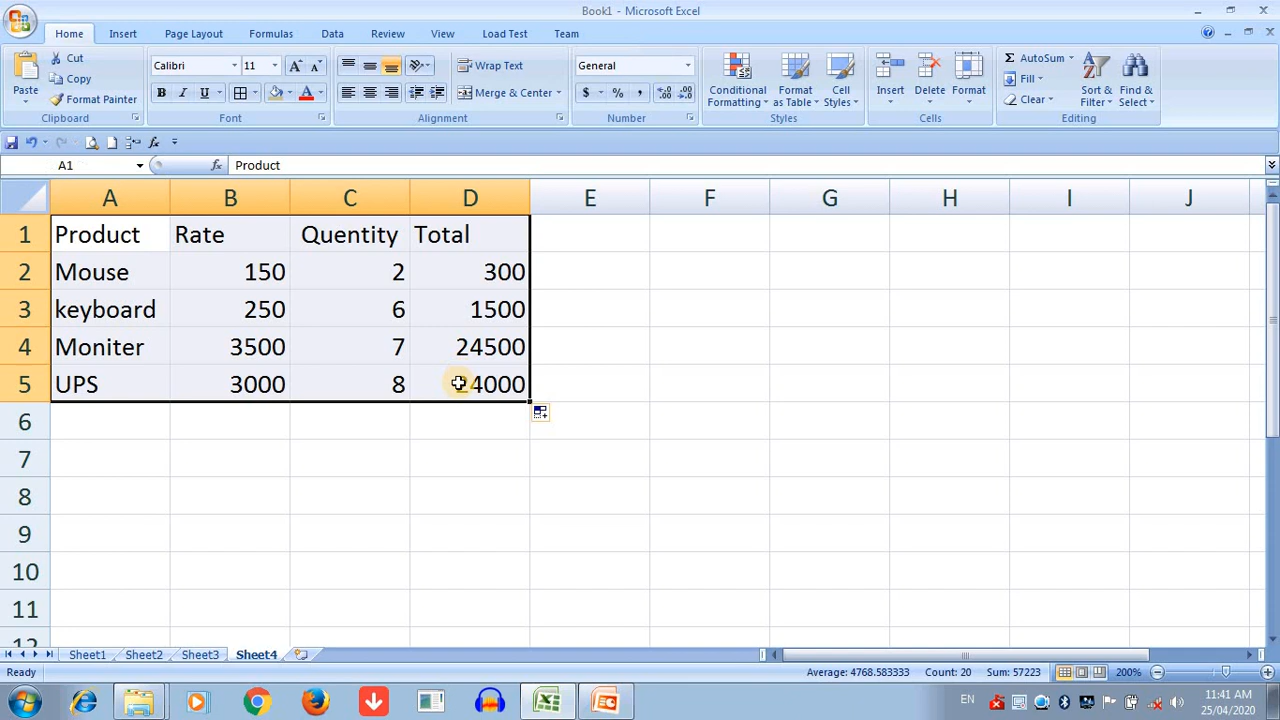 Book1 - Microsoft Excel
Home Insert Page Layout Formulas Data Review View Load Test Team
Paste
Cut
Copy
Format Painter
Clipboard
Calibri 11
B I U
Font
Wrap Text
Merge & Center
Alignment
General
$ % ,
Number
Conditional Formatting
Format as Table
Cell Styles
Styles
Insert Delete Format
Cells
Σ AutoSum
Fill
Clear
Sort & Filter
Find & Select
Editing
A1 fx Product
A B C D E F G H I J
1 Product Rate Quentity Total
2 Mouse 150 2 300
3 keyboard 250 6 1500
4 Moniter 3500 7 24500
5 UPS 3000 8 24000
6
7
8
9
10
11
12
Sheet1 Sheet2 Sheet3 Sheet4
Ready Average: 4768.583333 Count: 20 Sum: 57223 200%
EN 11:41 AM
25/04/2020